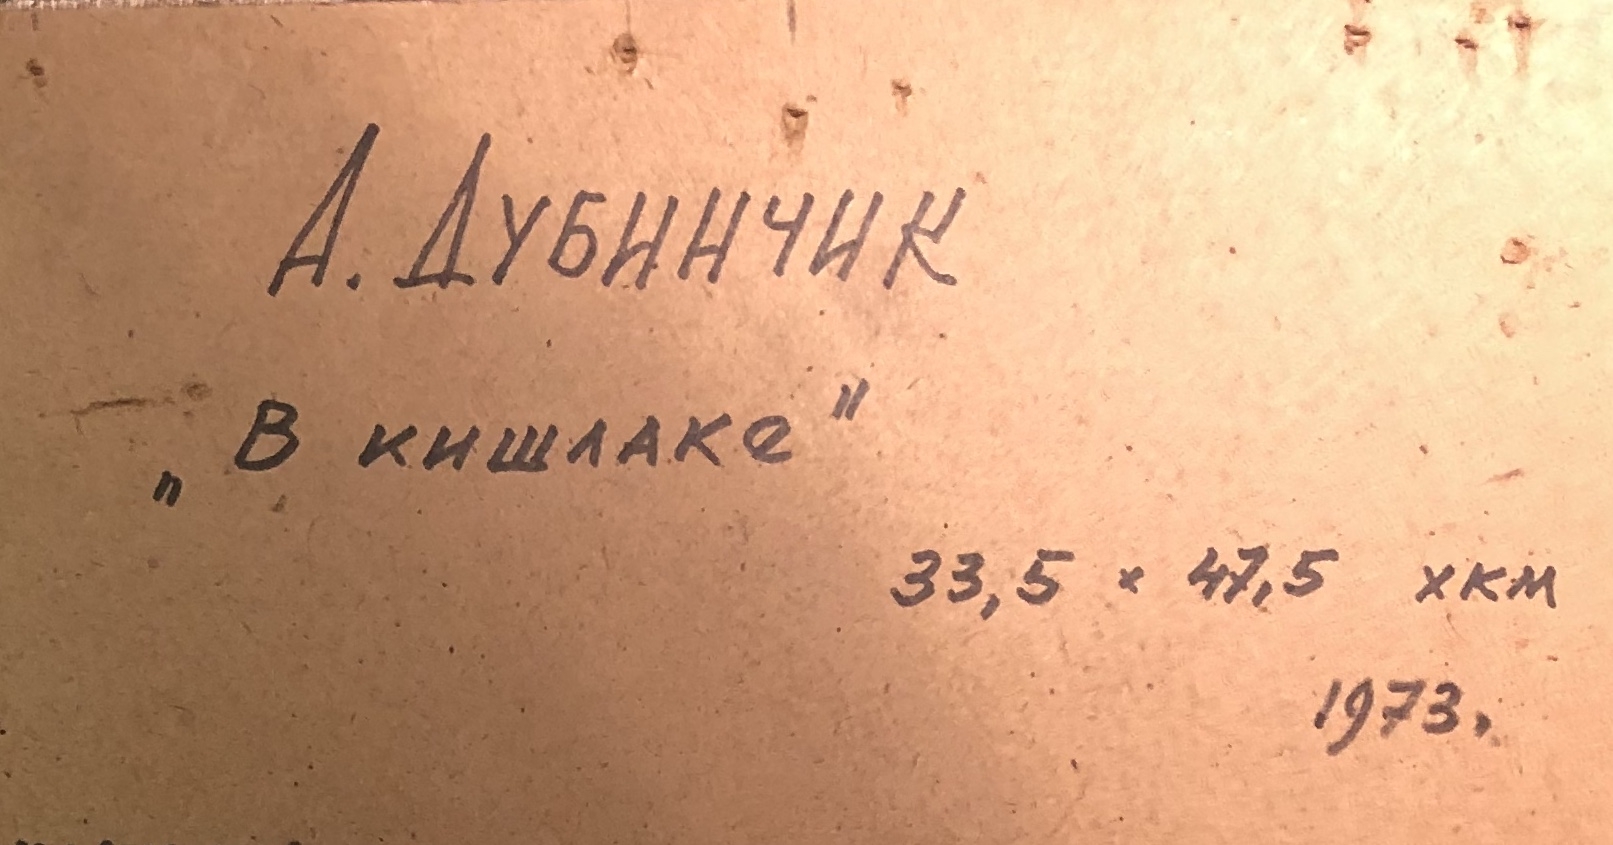 А. ДУБИНЧИК
„В кишлаке"
33,5 × 47,5 хкм
1973.